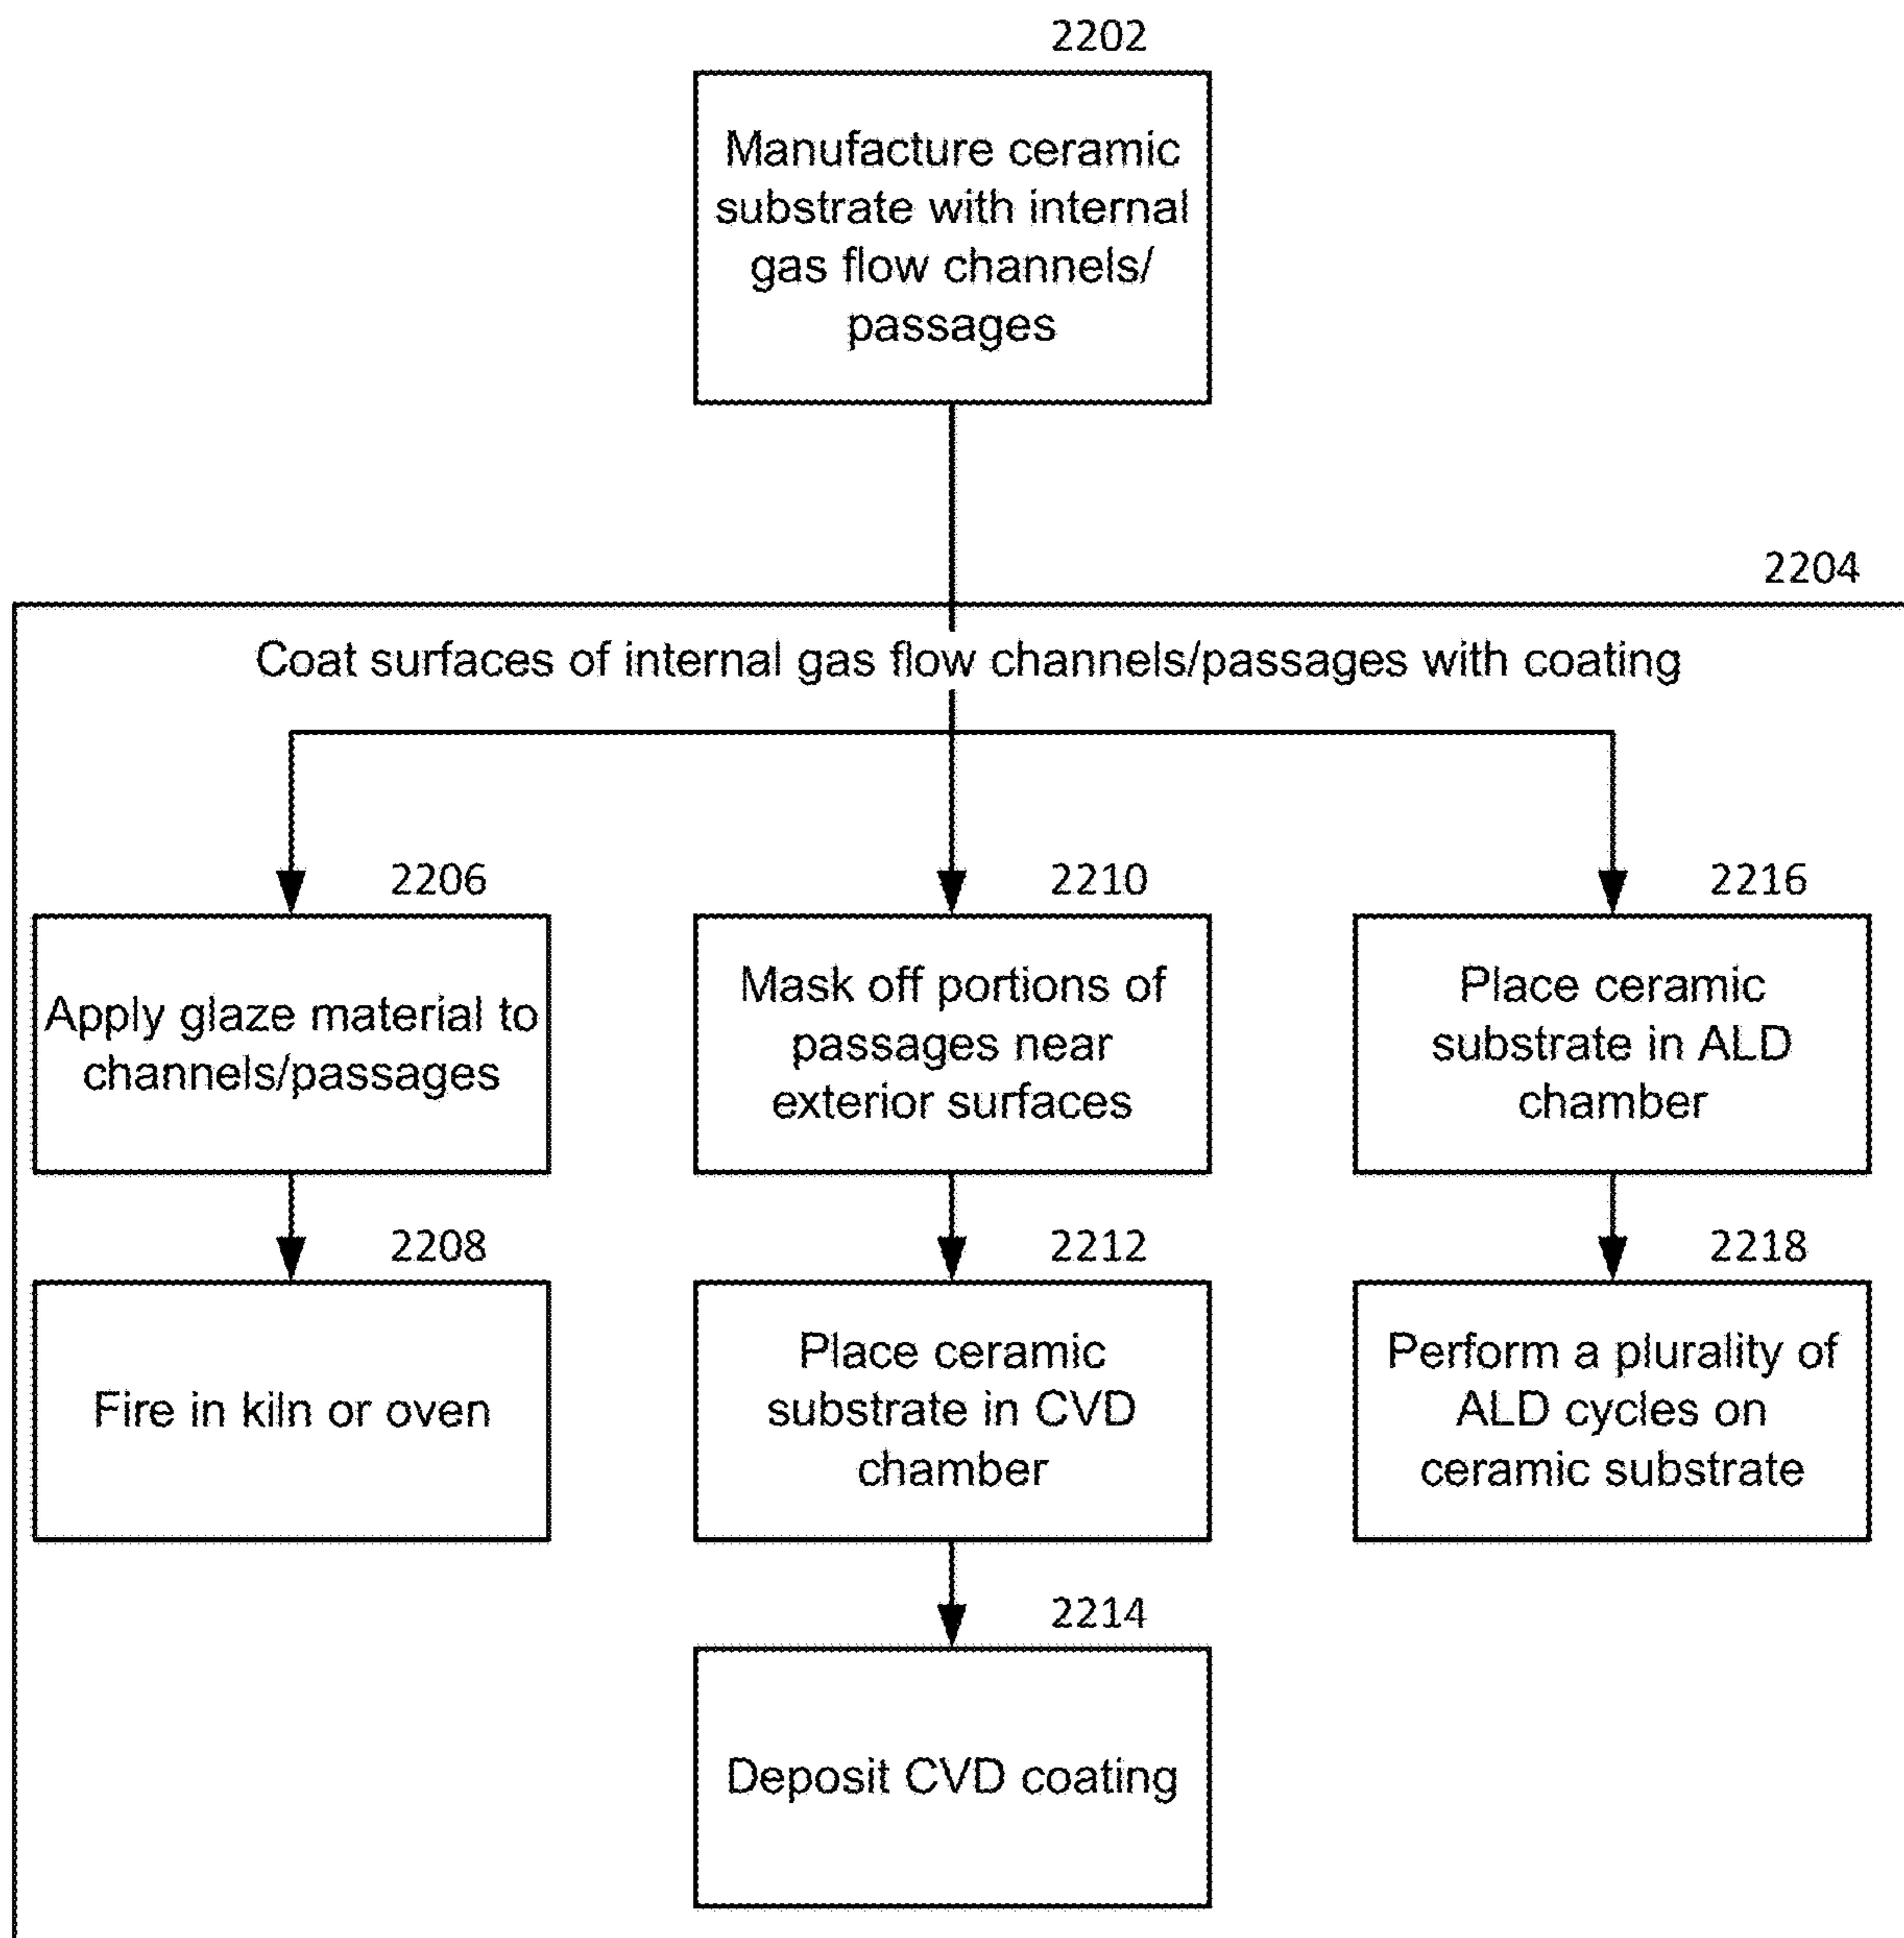 2202
Manufacture ceramic
substrate with internal
gas flow channels/
passages
2204
Coat surfaces of internal gas flow channels/passages with coating
2206
Apply glaze material to
channels/passages
2208
Fire in kiln or oven
2210
Mask off portions of
passages near
exterior surfaces
2212
Place ceramic
substrate in CVD
chamber
2214
Deposit CVD coating
2216
Place ceramic
substrate in ALD
chamber
2218
Perform a plurality of
ALD cycles on
ceramic substrate